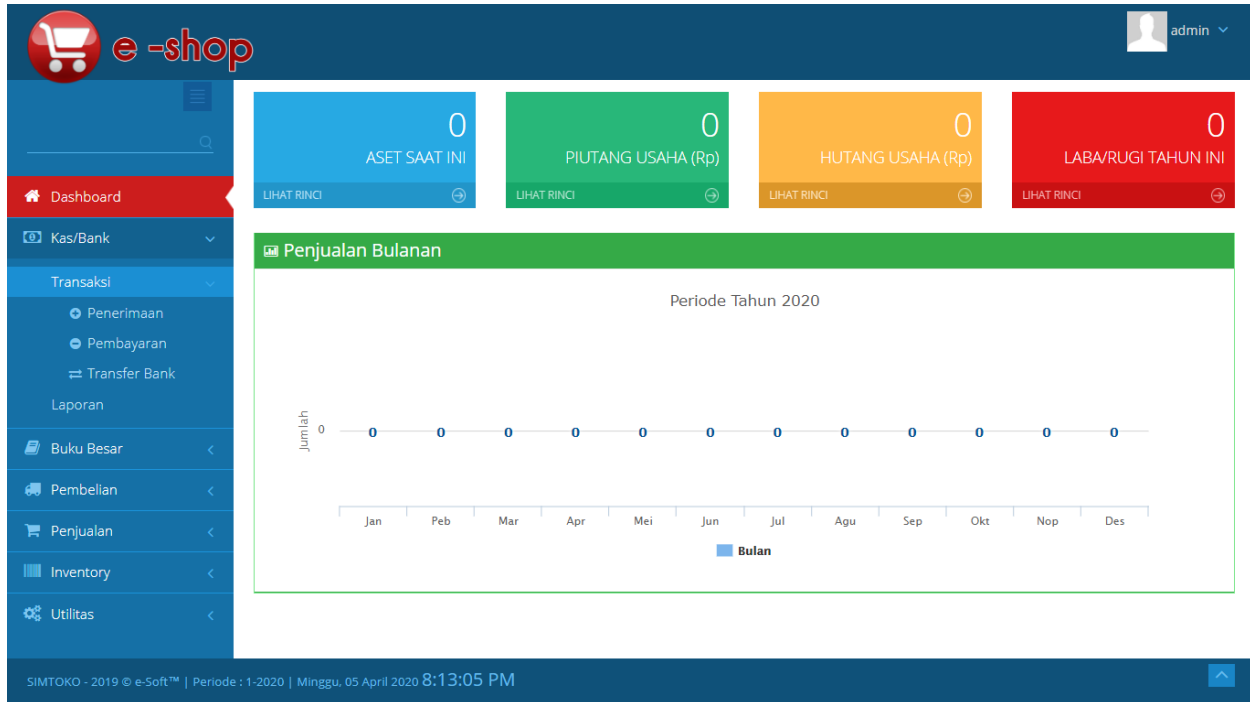 e -shop
admin
Dashboard
Kas/Bank
Transaksi
Penerimaan
Pembayaran
Transfer Bank
Laporan
Buku Besar
Pembelian
Penjualan
Inventory
Utilitas
0
ASET SAAT INI
LIHAT RINCI
0
PIUTANG USAHA (Rp)
LIHAT RINCI
0
HUTANG USAHA (Rp)
LIHAT RINCI
0
LABA/RUGI TAHUN INI
LIHAT RINCI
Penjualan Bulanan
Periode Tahun 2020
Jumlah
0
0 0 0 0 0 0 0 0 0 0 0 0
Jan Peb Mar Apr Mei Jun Jul Agu Sep Okt Nop Des
Bulan
SIMTOKO - 2019 © e-Soft™ | Periode : 1-2020 | Minggu, 05 April 2020 8:13:05 PM